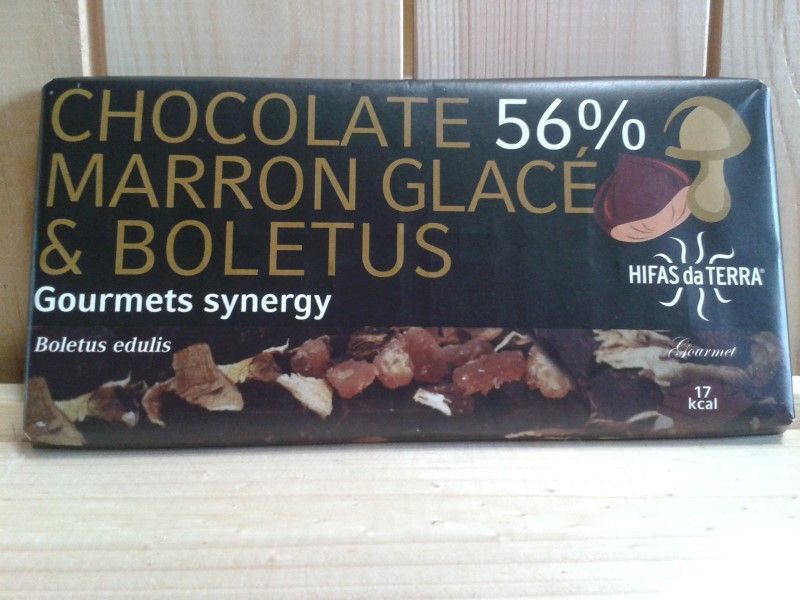 CHOCOLATE 56%
MARRON GLACÉ
& BOLETUS
Gourmets synergy
HIFAS da TERRA®
Boletus edulis
Gourmet
17
kcal